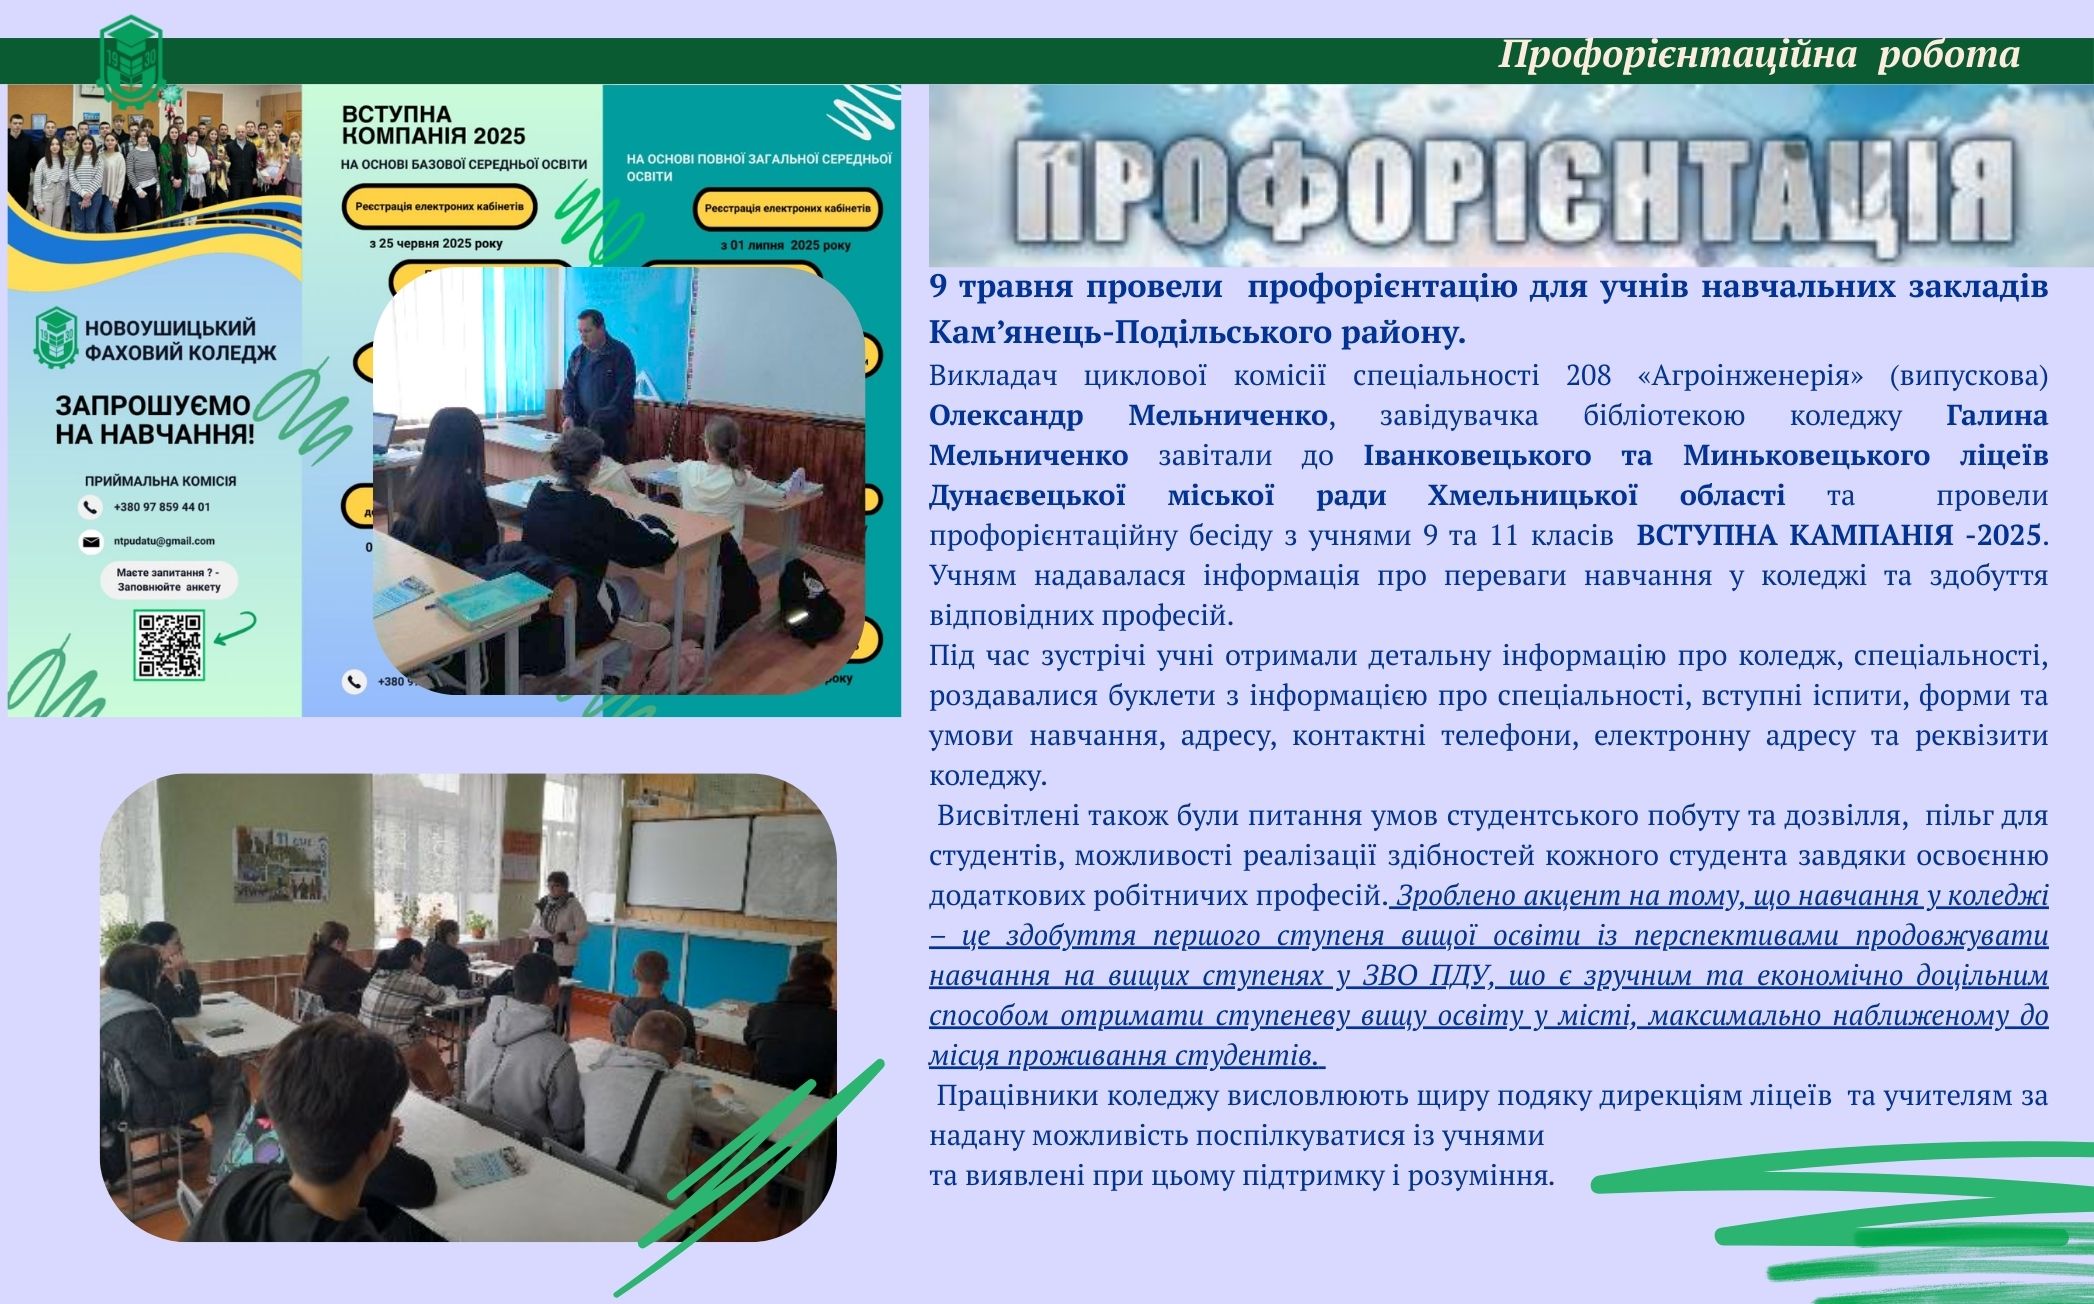 Профорієнтаційна робота
1930
ВСТУПНА
КОМПАНІЯ 2025
НА ОСНОВІ БАЗОВОЇ СЕРЕДНЬОЇ ОСВІТИ
Реєстрація електроних кабінетів
з 25 червня 2025 року
НА ОСНОВІ ПОВНОЇ ЗАГАЛЬНОЇ СЕРЕДНЬОЇ
ОСВІТИ
Реєстрація електроних кабінетів
з 01 липня 2025 року
1930
НОВОУШИЦЬКИЙ
ФАХОВИЙ КОЛЕДЖ
ЗАПРОШУЄМО
НА НАВЧАННЯ!
ПРИЙМАЛЬНА КОМІСІЯ
+380 97 859 44 01
ntpudatu@gmail.com
Маєте запитання ? -
Заповнюйте анкету
+380 9
року
ПРОФОРІЄНТАЦІЯ
9 травня провели профорієнтацію для учнів навчальних закладів
Кам’янець-Подільського району.
Викладач циклової комісії спеціальності 208 «Агроінженерія» (випускова)
Олександр Мельниченко, завідувачка бібліотекою коледжу Галина
Мельниченко завітали до Іванковецького та Миньковецького ліцеїв
Дунаєвецької міської ради Хмельницької області та провели
профорієнтаційну бесіду з учнями 9 та 11 класів ВСТУПНА КАМПАНІЯ -2025.
Учням надавалася інформація про переваги навчання у коледжі та здобуття
відповідних професій.
Під час зустрічі учні отримали детальну інформацію про коледж, спеціальності,
роздавалися буклети з інформацією про спеціальності, вступні іспити, форми та
умови навчання, адресу, контактні телефони, електронну адресу та реквізити
коледжу.
Висвітлені також були питання умов студентського побуту та дозвілля, пільг для
студентів, можливості реалізації здібностей кожного студента завдяки освоєнню
додаткових робітничих професій. Зроблено акцент на тому, що навчання у коледжі
– це здобуття першого ступеня вищої освіти із перспективами продовжувати
навчання на вищих ступенях у ЗВО ПДУ, шо є зручним та економічно доцільним
способом отримати ступеневу вищу освіту у місті, максимально наближеному до
місця проживання студентів.
Працівники коледжу висловлюють щиру подяку дирекціям ліцеїв та учителям за
надану можливість поспілкуватися із учнями
та виявлені при цьому підтримку і розуміння.